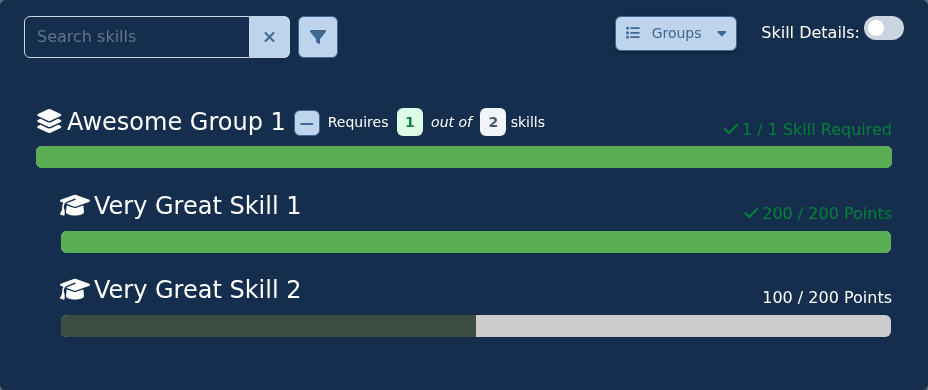 Search skills
Groups
Skill Details:
Awesome Group 1 Requires 1 out of 2 skills
1 / 1 Skill Required
Very Great Skill 1
200 / 200 Points
Very Great Skill 2
100 / 200 Points